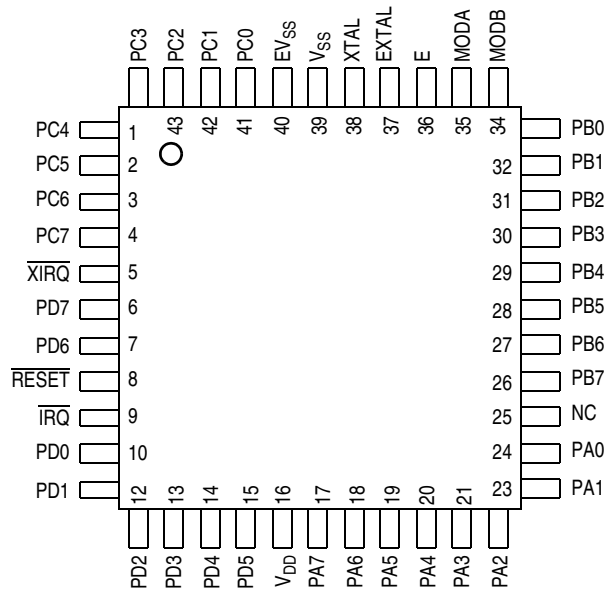 PC3 PC2 PC1 PC0 EVSS VSS XTAL EXTAL E MODA MODB
43 42 41 40 39 38 37 36 35 34
PC4 1 PB0
PC5 2 32 PB1
PC6 3 31 PB2
PC7 4 30 PB3
XIRQ 5 29 PB4
PD7 6 28 PB5
PD6 7 27 PB6
RESET 8 26 PB7
IRQ 9 25 NC
PD0 10 24 PA0
PD1 23 PA1
12 13 14 15 16 17 18 19 20 21
PD2 PD3 PD4 PD5 VDD PA7 PA6 PA5 PA4 PA3 PA2